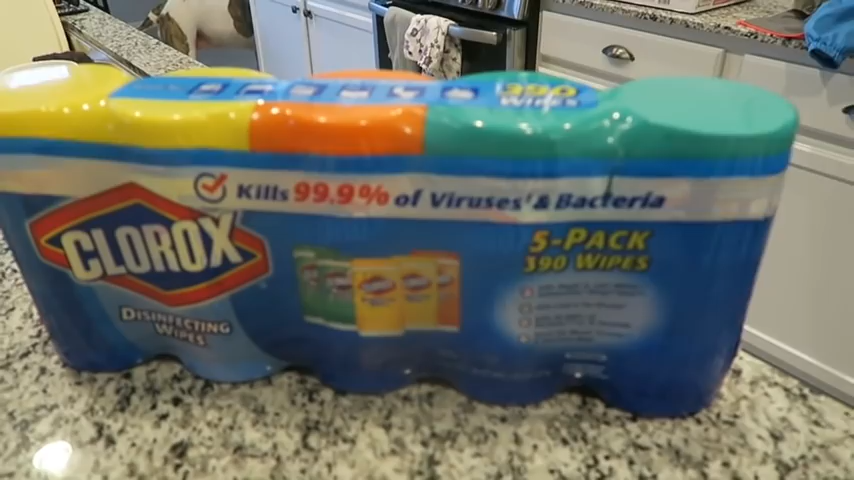 390
WIPES
Kills 99.9% of Viruses & Bacteria
CLOROX
DISINFECTING
WIPES
5-PACK
390 WIPES